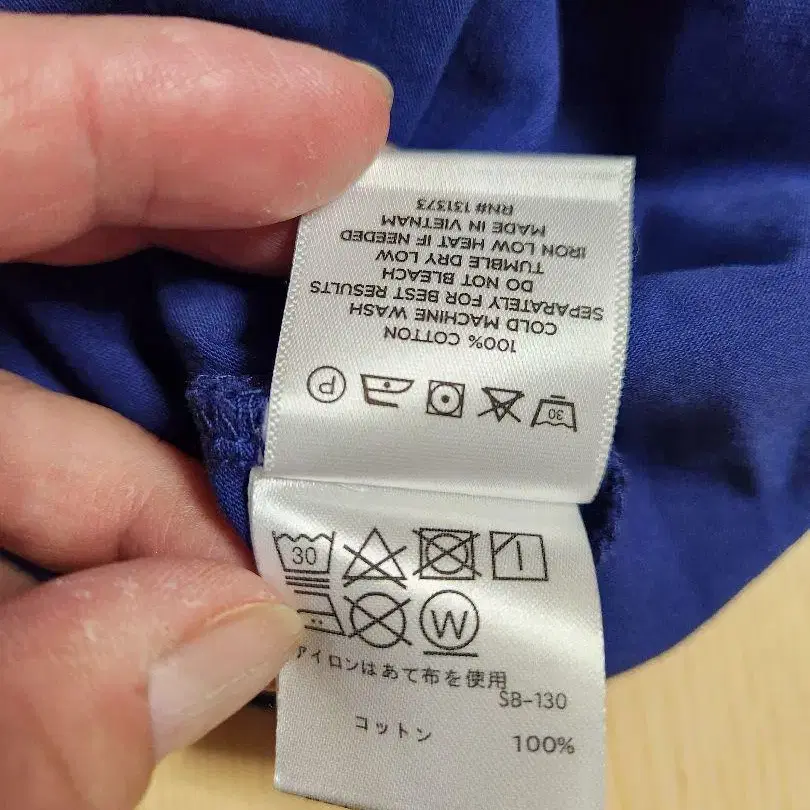 100% COTTON
COLD MACHINE WASH
SEPARATELY FOR BEST RESULTS
DO NOT BLEACH
TUMBLE DRY LOW
IRON LOW HEAT IF NEEDED
MADE IN VIETNAM
RN# 131373
30
P
30
W
アイロンはあて布を使用
SB-130
コットン 100%